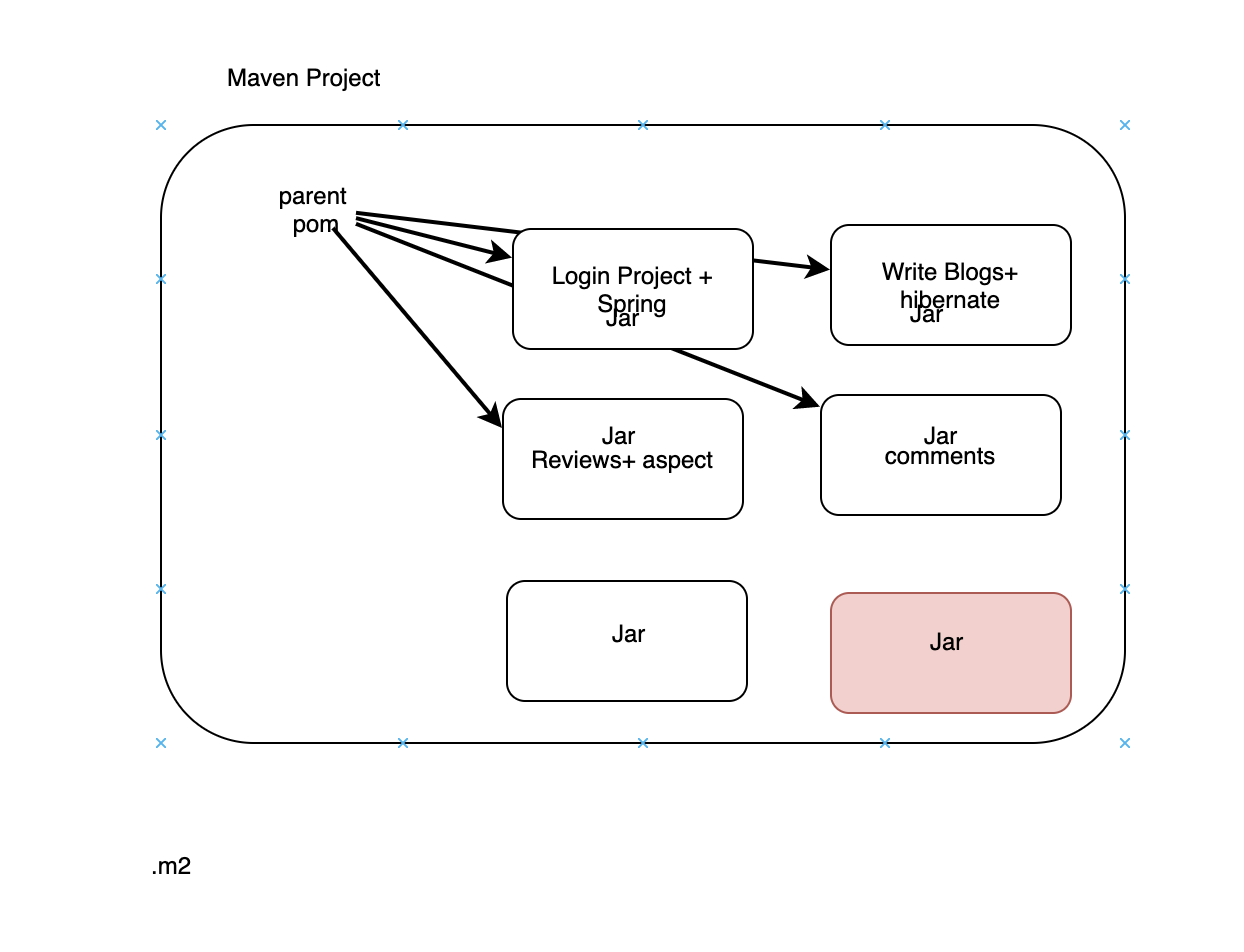 Maven Project
parent
pom
Login Project +
Spring
Jar
Write Blogs+
hibernate
Jar
Jar
Reviews+ aspect
Jar
comments
Jar
Jar
.m2